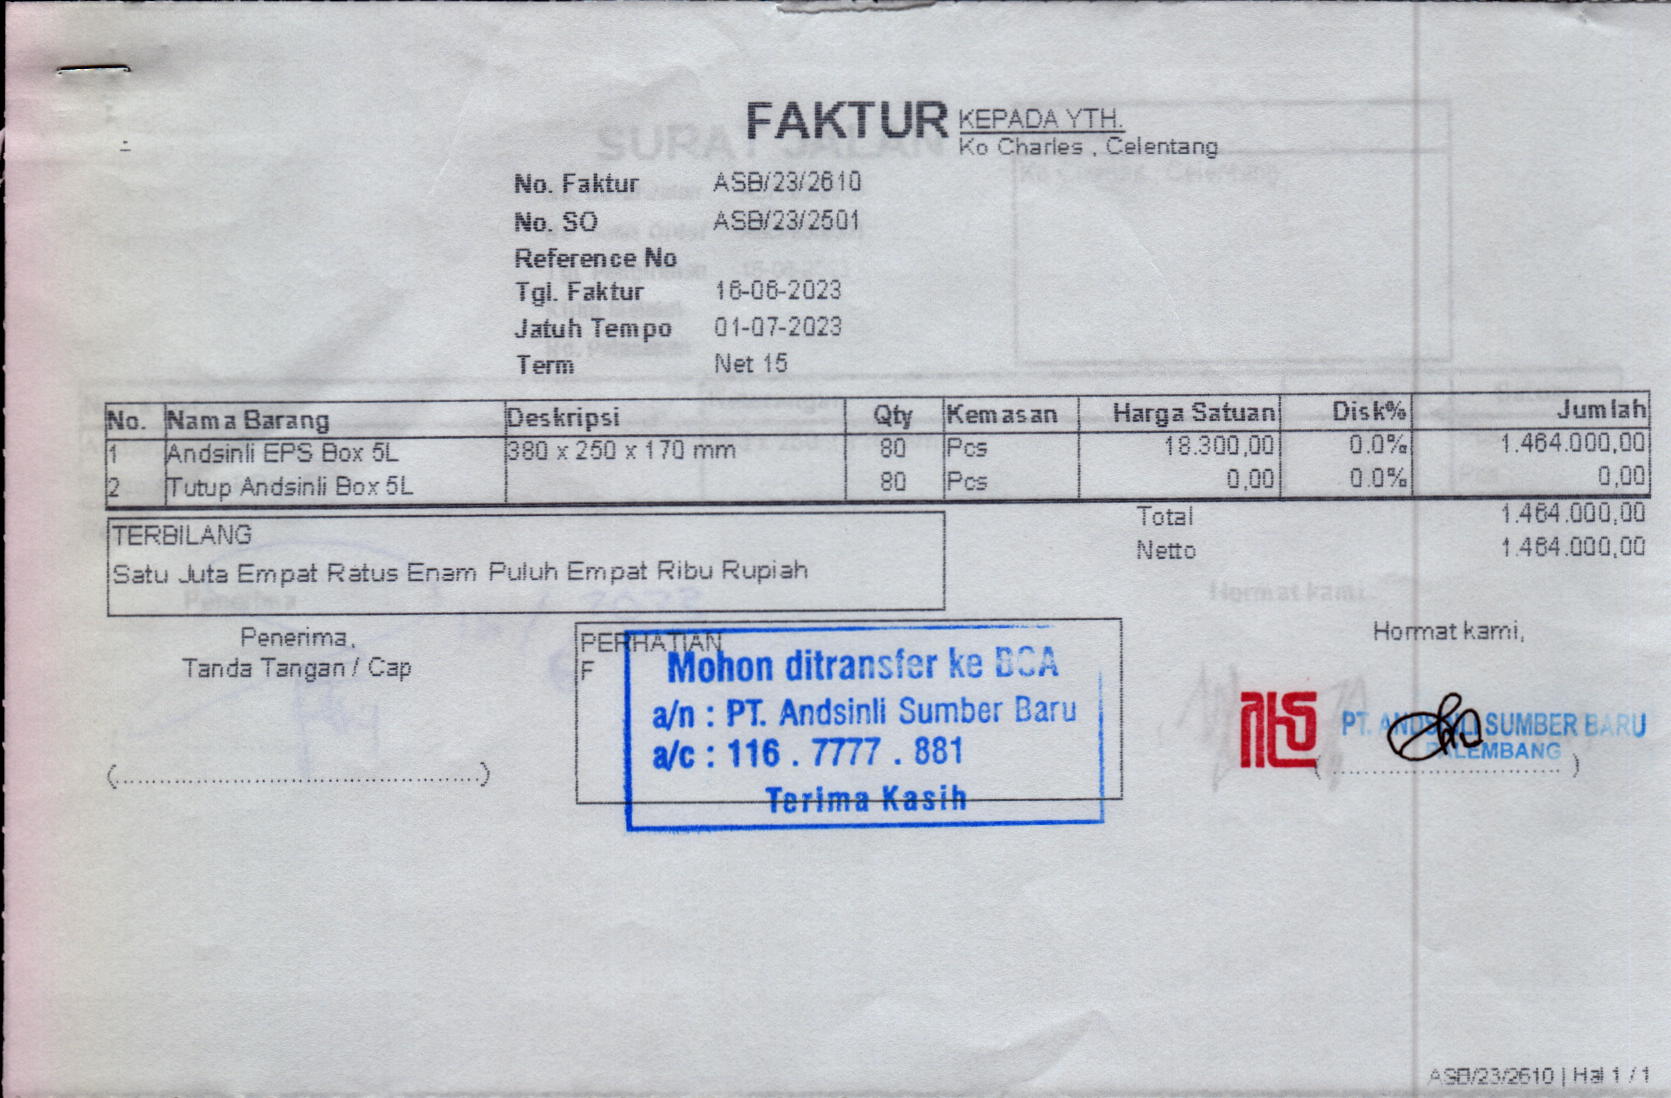 FAKTUR
KEPADA YTH.
Ko Charles , Celentang
No. Faktur ASB/23/2610
No. SO ASB/23/2501
Reference No
Tgl. Faktur 16-06-2023
Jatuh Tempo 01-07-2023
Term Net 15
No. Nama Barang Deskripsi Qty Kemasan Harga Satuan Disk% Jumlah
1 Andsinli EPS Box 5L 380 x 250 x 170 mm 80 Pcs 18.300,00 0.0% 1.464.000,00
2 Tutup Andsinli Box 5L 80 Pcs 0,00 0.0% 0,00
Total 1.464.000,00
Netto 1.464.000,00
TERBILANG
Satu Juta Empat Ratus Enam Puluh Empat Ribu Rupiah
Penerima,
Tanda Tangan / Cap
(............................................)
PERHATIAN
F
Mohon ditransfer ke BCA
a/n : PT. Andsinli Sumber Baru
a/c : 116 . 7777 . 881
Terima Kasih
Hormat kami,
PT. ANDSINLI SUMBER BARU
PALEMBANG
( ............................ )
ASB/23/2610 | Hal 1 / 1